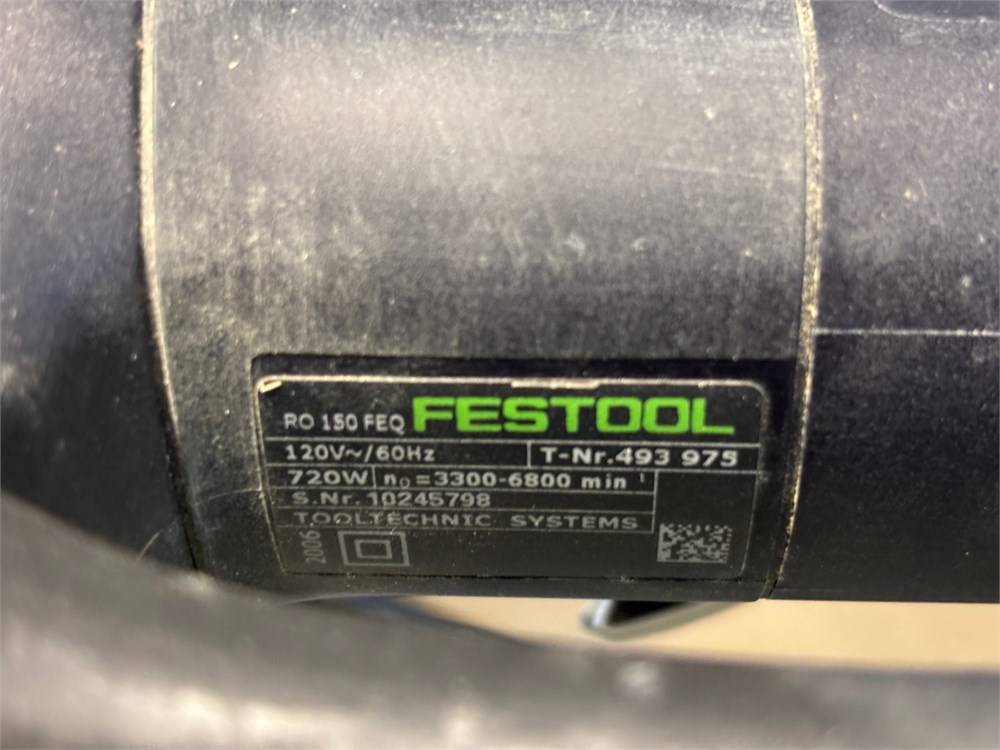 RO 150 FEQ FESTOOL
120V~/60Hz T-Nr.493 975
720W n₀=3300-6800 min⁻¹
S.Nr. 10245798
TOOLTECHNIC SYSTEMS
2006